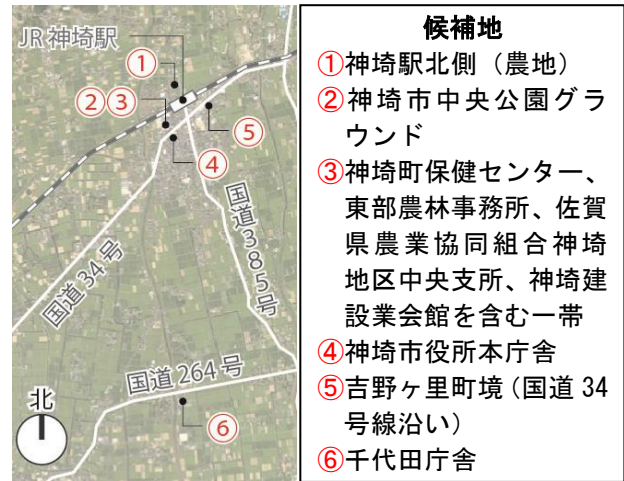 JR神埼駅
①
②③
⑤
④
国道385号
国道34号
国道264号
北
⑥
候補地
①神埼駅北側（農地）
②神埼市中央公園グラ
ウンド
③神埼町保健センター、
東部農林事務所、佐賀
県農業協同組合神埼
地区中央支所、神埼建
設業会館を含む一帯
④神埼市役所本庁舎
⑤吉野ヶ里町境（国道34
号線沿い）
⑥千代田庁舎